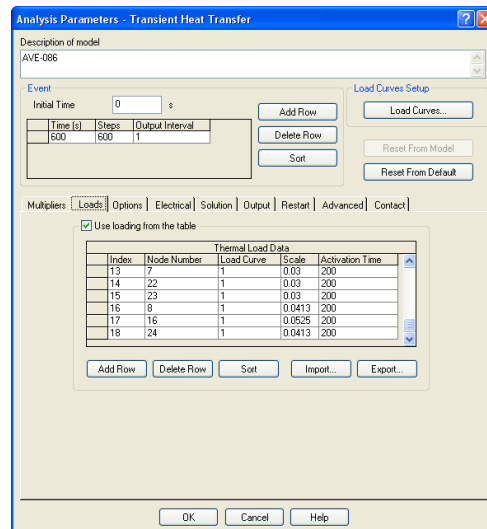 Analysis Parameters - Transient Heat Transfer
Description of model
AVE-086
Event
Initial Time 0 s
Time (s) Steps Output Interval
600 600 1
Add Row
Delete Row
Sort
Load Curves Setup
Load Curves...
Reset From Model
Reset From Default
Multipliers Loads Options Electrical Solution Output Restart Advanced Contact
Use loading from the table
Thermal Load Data
Index Node Number Load Curve Scale Activation Time
13 7 1 0.03 200
14 22 1 0.03 200
15 23 1 0.03 200
16 8 1 0.0413 200
17 16 1 0.0525 200
18 24 1 0.0413 200
Add Row Delete Row Sort Import... Export...
OK Cancel Help